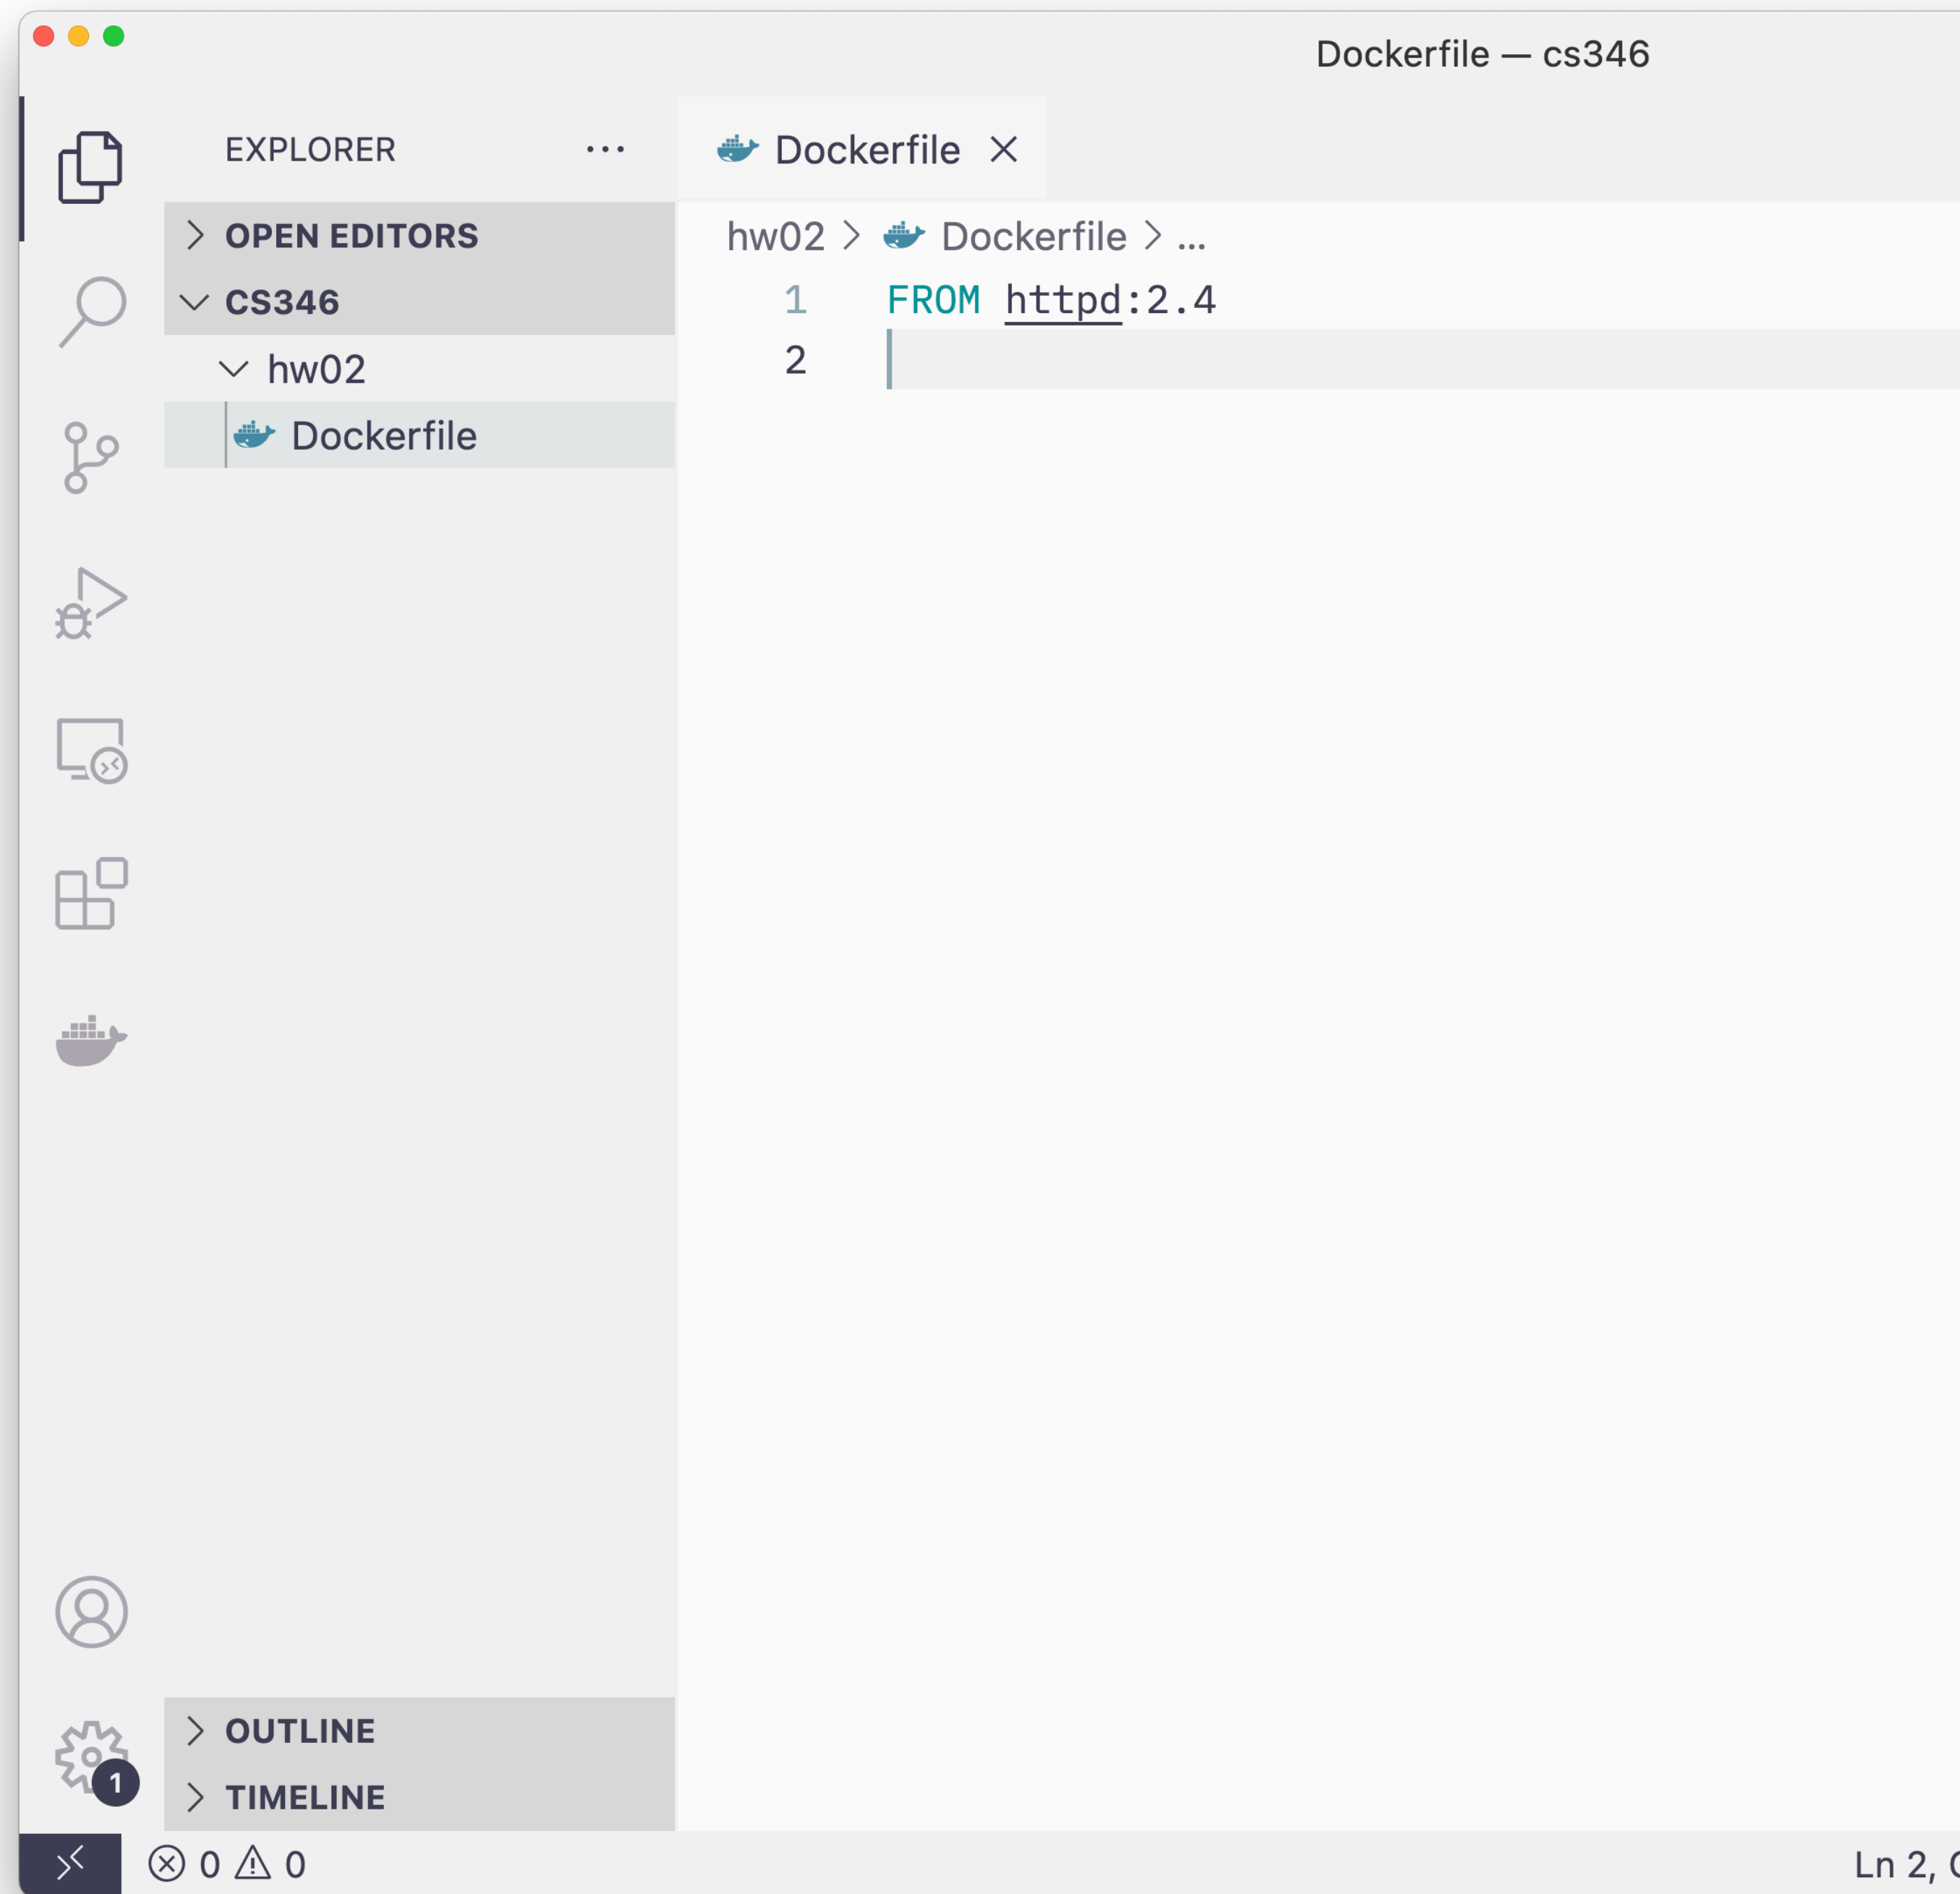 Dockerfile — cs346
EXPLORER ...
Dockerfile
OPEN EDITORS
CS346
hw02
Dockerfile
OUTLINE
TIMELINE
hw02 > Dockerfile > ...
1 FROM httpd:2.4
2
1
0 0
Ln 2,